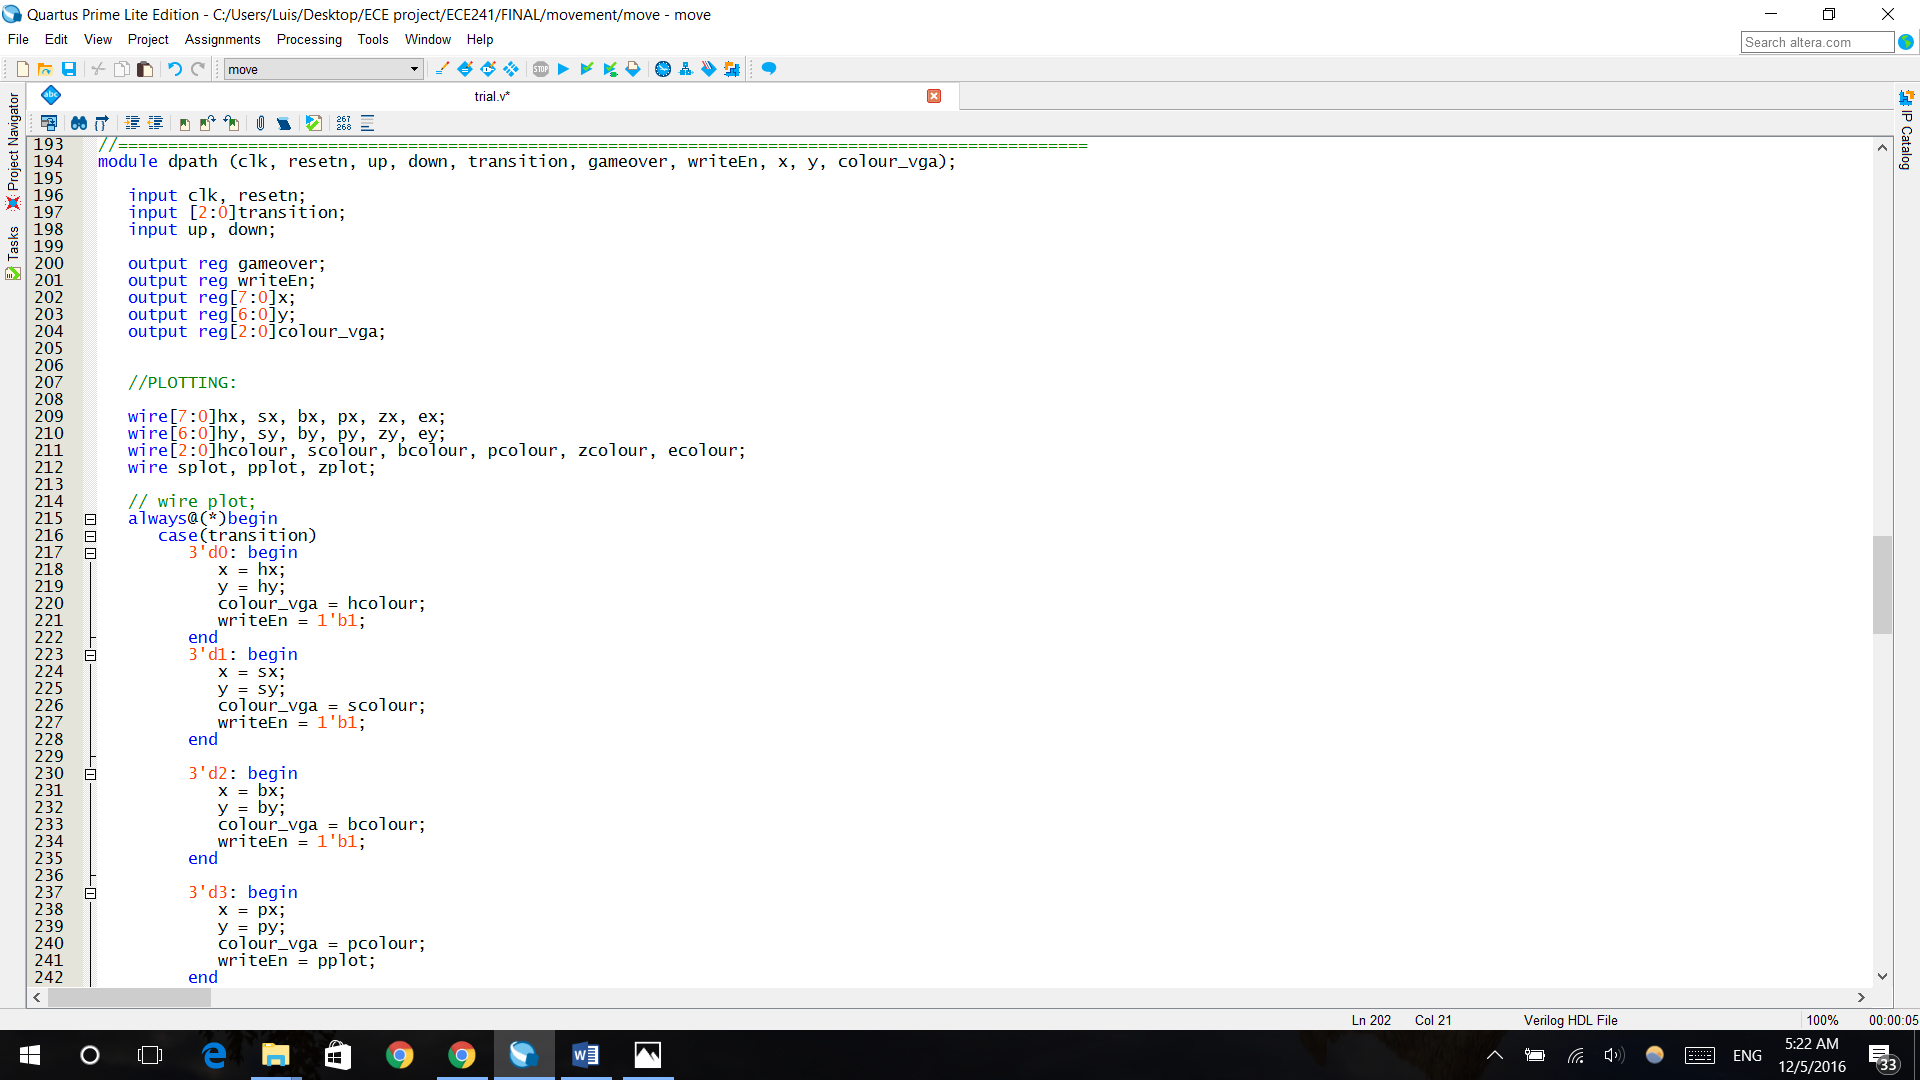 Quartus Prime Lite Edition - C:/Users/Luis/Desktop/ECE project/ECE241/FINAL/movement/move - move
File Edit View Project Assignments Processing Tools Window Help
Search altera.com
move
STOP
abc
trial.v*
267
268
Project Navigator
Tasks
IP Catalog
193 //=================================================================================================
194 module dpath (clk, resetn, up, down, transition, gameover, writeEn, x, y, colour_vga);
195
196 input clk, resetn;
197 input [2:0]transition;
198 input up, down;
199
200 output reg gameover;
201 output reg writeEn;
202 output reg[7:0]x;
203 output reg[6:0]y;
204 output reg[2:0]colour_vga;
205
206
207 //PLOTTING:
208
209 wire[7:0]hx, sx, bx, px, zx, ex;
210 wire[6:0]hy, sy, by, py, zy, ey;
211 wire[2:0]hcolour, scolour, bcolour, pcolour, zcolour, ecolour;
212 wire splot, pplot, zplot;
213
214 // wire plot;
215 always@(*)begin
216 case(transition)
217 3'd0: begin
218 x = hx;
219 y = hy;
220 colour_vga = hcolour;
221 writeEn = 1'b1;
222 end
223 3'd1: begin
224 x = sx;
225 y = sy;
226 colour_vga = scolour;
227 writeEn = 1'b1;
228 end
229
230 3'd2: begin
231 x = bx;
232 y = by;
233 colour_vga = bcolour;
234 writeEn = 1'b1;
235 end
236
237 3'd3: begin
238 x = px;
239 y = py;
240 colour_vga = pcolour;
241 writeEn = pplot;
242 end
Ln 202 Col 21 Verilog HDL File 100% 00:00:05
ENG
5:22 AM
12/5/2016
33